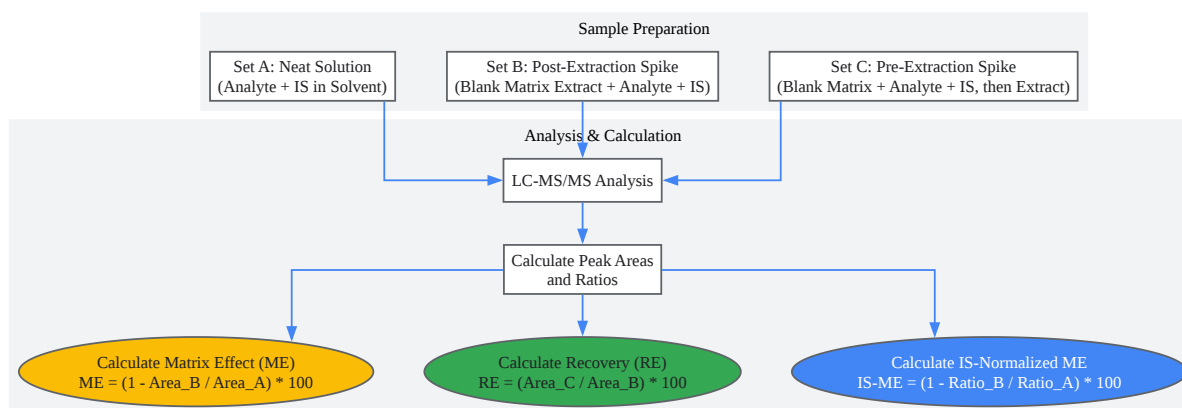 Sample Preparation
Set A: Neat Solution
(Analyte + IS in Solvent)
Set B: Post-Extraction Spike
(Blank Matrix Extract + Analyte + IS)
Set C: Pre-Extraction Spike
(Blank Matrix + Analyte + IS, then Extract)
Analysis & Calculation
LC-MS/MS Analysis
Calculate Peak Areas
and Ratios
Calculate Matrix Effect (ME)
ME = (1 - Area_B / Area_A) * 100
Calculate Recovery (RE)
RE = (Area_C / Area_B) * 100
Calculate IS-Normalized ME
IS-ME = (1 - Ratio_B / Ratio_A) * 100